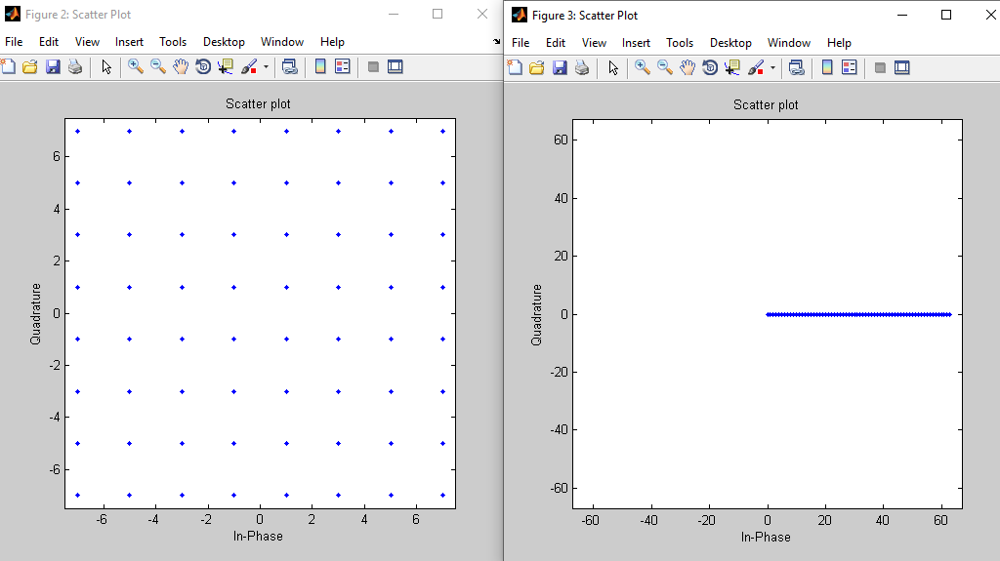 Figure 2: Scatter Plot
File Edit View Insert Tools Desktop Window Help
Scatter plot
6
4
2
0
-2
-4
-6
Quadrature
-6 -4 -2 0 2 4 6
In-Phase
Figure 3: Scatter Plot
File Edit View Insert Tools Desktop Window Help
Scatter plot
60
40
20
0
-20
-40
-60
Quadrature
-60 -40 -20 0 20 40 60
In-Phase